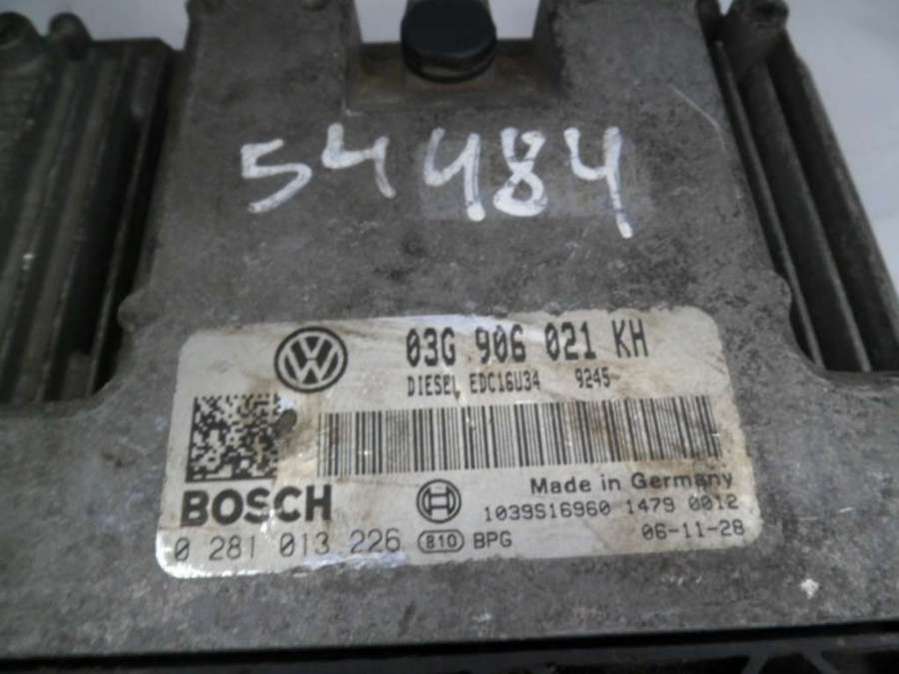 54484
03G 906 021 KH
DIESEL EDC16U34 9245
BOSCH
Made in Germany
1039S16960 1479 0012
0 281 013 226 810 BPG
06-11-28